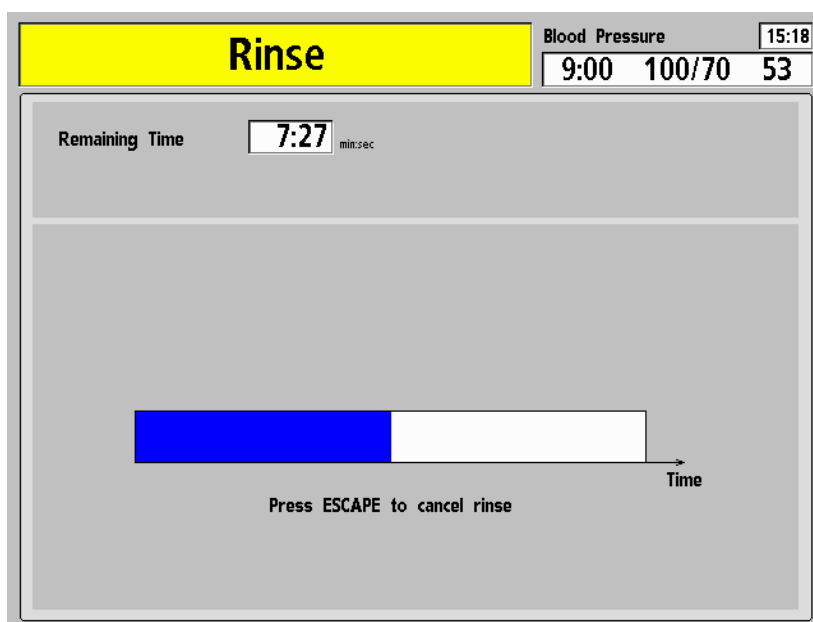 Rinse
Blood Pressure 15:18
9:00 100/70 53
Remaining Time 7:27 min:sec
Time
Press ESCAPE to cancel rinse